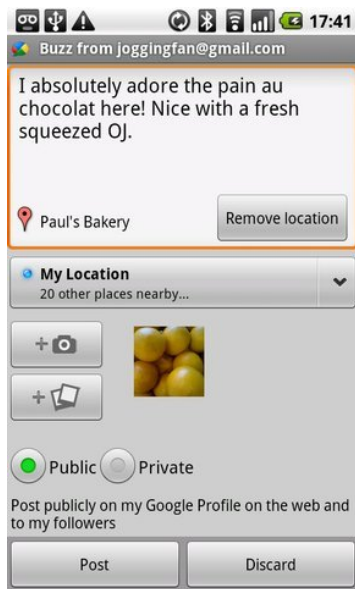 17:41
Buzz from joggingfan@gmail.com
I absolutely adore the pain au
chocolat here! Nice with a fresh
squeezed OJ.
Paul's Bakery
Remove location
My Location
20 other places nearby...
Public
Private
Post publicly on my Google Profile on the web and
to my followers
Post
Discard